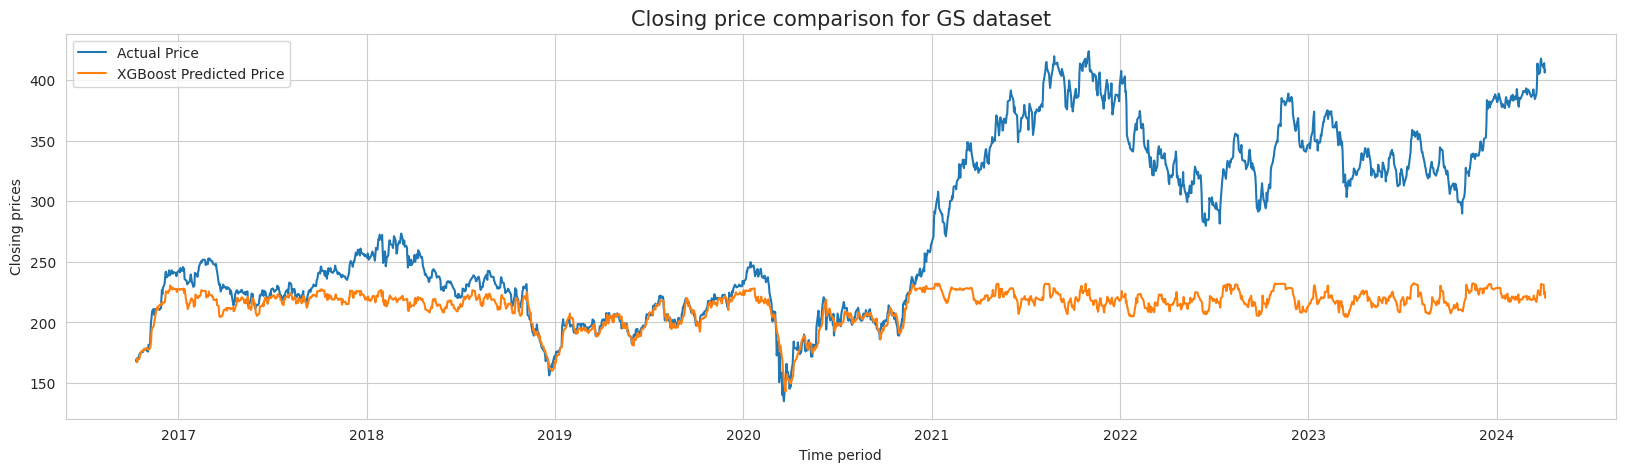 Closing price comparison for GS dataset
Actual Price
XGBoost Predicted Price
Closing prices
400
350
300
250
200
150
2017 2018 2019 2020 2021 2022 2023 2024
Time period